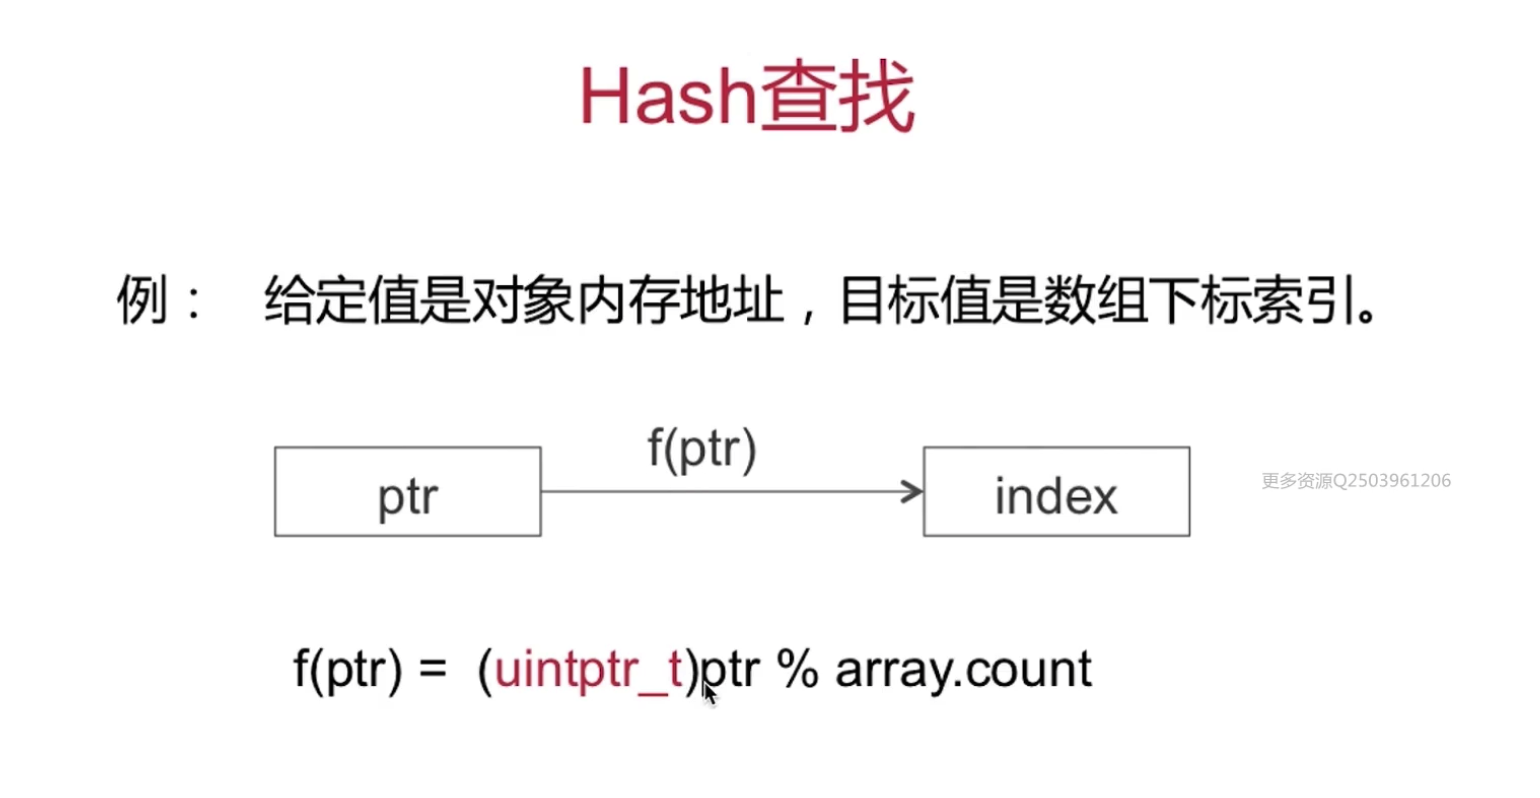 Hash查找
例： 给定值是对象内存地址，目标值是数组下标索引。
f(ptr)
ptr
index
更多资源Q2503961206
f(ptr) = (uintptr_t)ptr % array.count